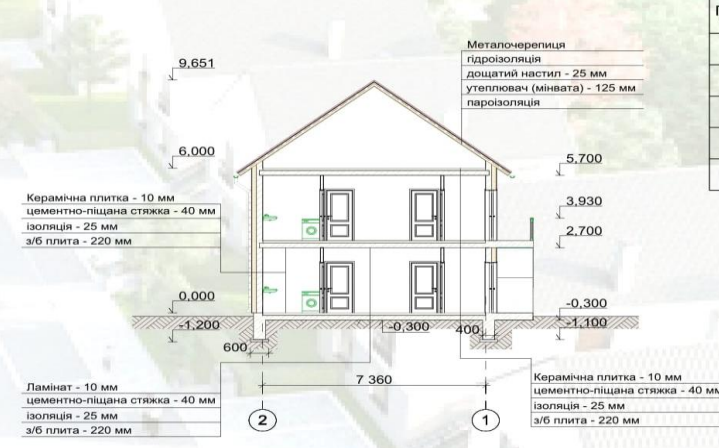 Металочерепиця
гідроізоляція
дощатий настил - 25 мм
утеплювач (мінвата) - 125 мм
пароізоляція
9,651
6,000
5,700
3,930
2,700
Керамічна плитка - 10 мм
цементно-піщана стяжка - 40 мм
ізоляція - 25 мм
з/б плита - 220 мм
0,000
-0,300
-1,200
-0,300
400
-1,100
600
7 360
Ламінат - 10 мм
цементно-піщана стяжка - 40 мм
ізоляція - 25 мм
з/б плита - 220 мм
Керамічна плитка - 10 мм
цементно-піщана стяжка - 40 мм
ізоляція - 25 мм
з/б плита - 220 мм
2
1